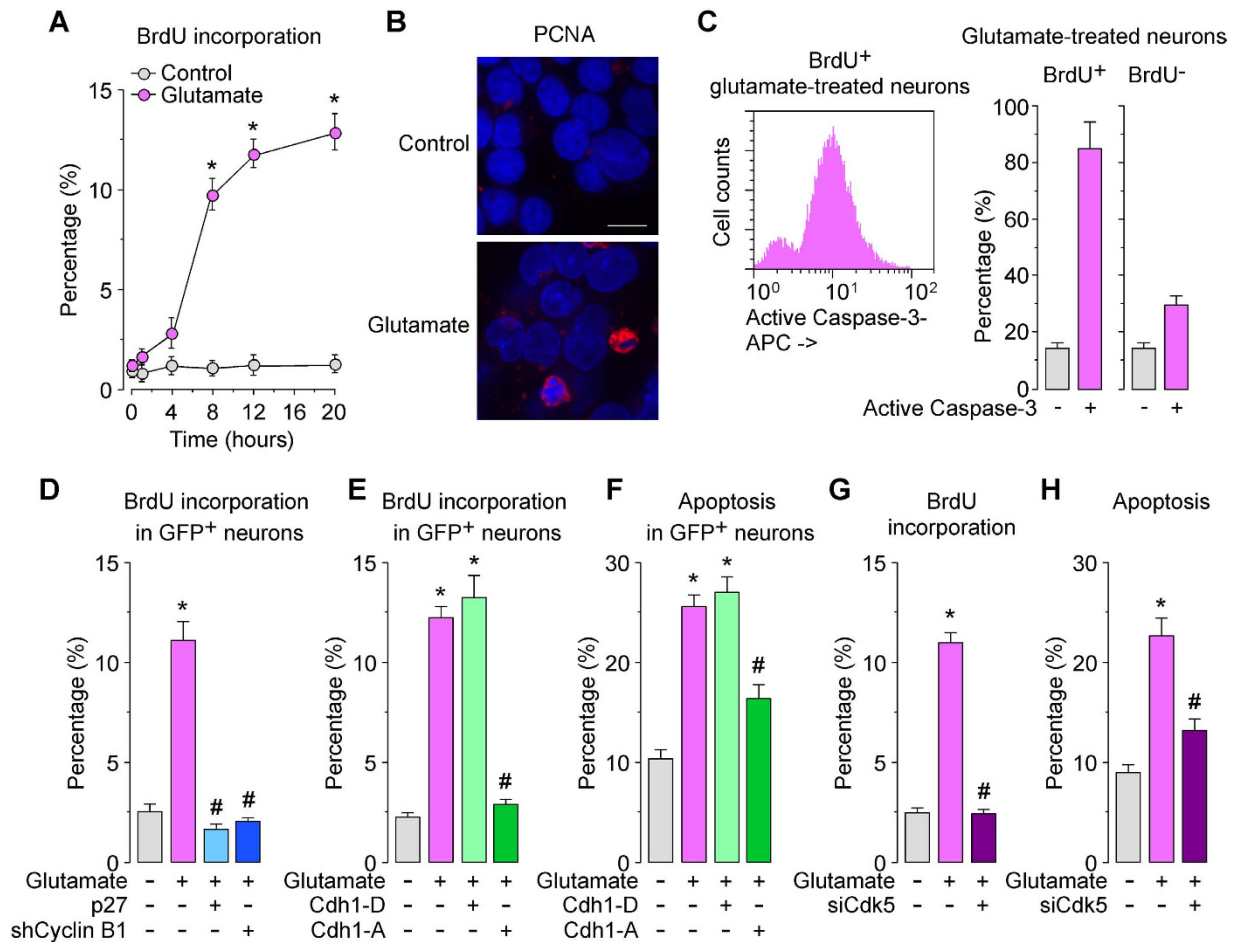 A
BrdU incorporation
Control
Glutamate
Percentage (%)
15
10
5
0
* * *
0 4 8 12 16 20
Time (hours)
B
PCNA
Control
Glutamate
C
BrdU+
glutamate-treated neurons
Cell counts
10^0 10^1 10^2
Active Caspase-3-
APC ->
Glutamate-treated neurons
BrdU+ BrdU-
Percentage (%)
100
80
60
40
20
0
Active Caspase-3 - + - +
D
BrdU incorporation
in GFP+ neurons
Percentage (%)
15
10
5
0
* # #
Glutamate - + + +
p27 - - + -
shCyclin B1 - - - +
E
BrdU incorporation
in GFP+ neurons
Percentage (%)
15
10
5
0
* * #
Glutamate - + + +
Cdh1-D - - + -
Cdh1-A - - - +
F
Apoptosis
in GFP+ neurons
Percentage (%)
30
20
10
0
* * #
Glutamate - + + +
Cdh1-D - - + -
Cdh1-A - - - +
G
BrdU
incorporation
Percentage (%)
15
10
5
0
* #
Glutamate - + +
siCdk5 - - +
H
Apoptosis
Percentage (%)
30
20
10
0
* #
Glutamate - + +
siCdk5 - - +